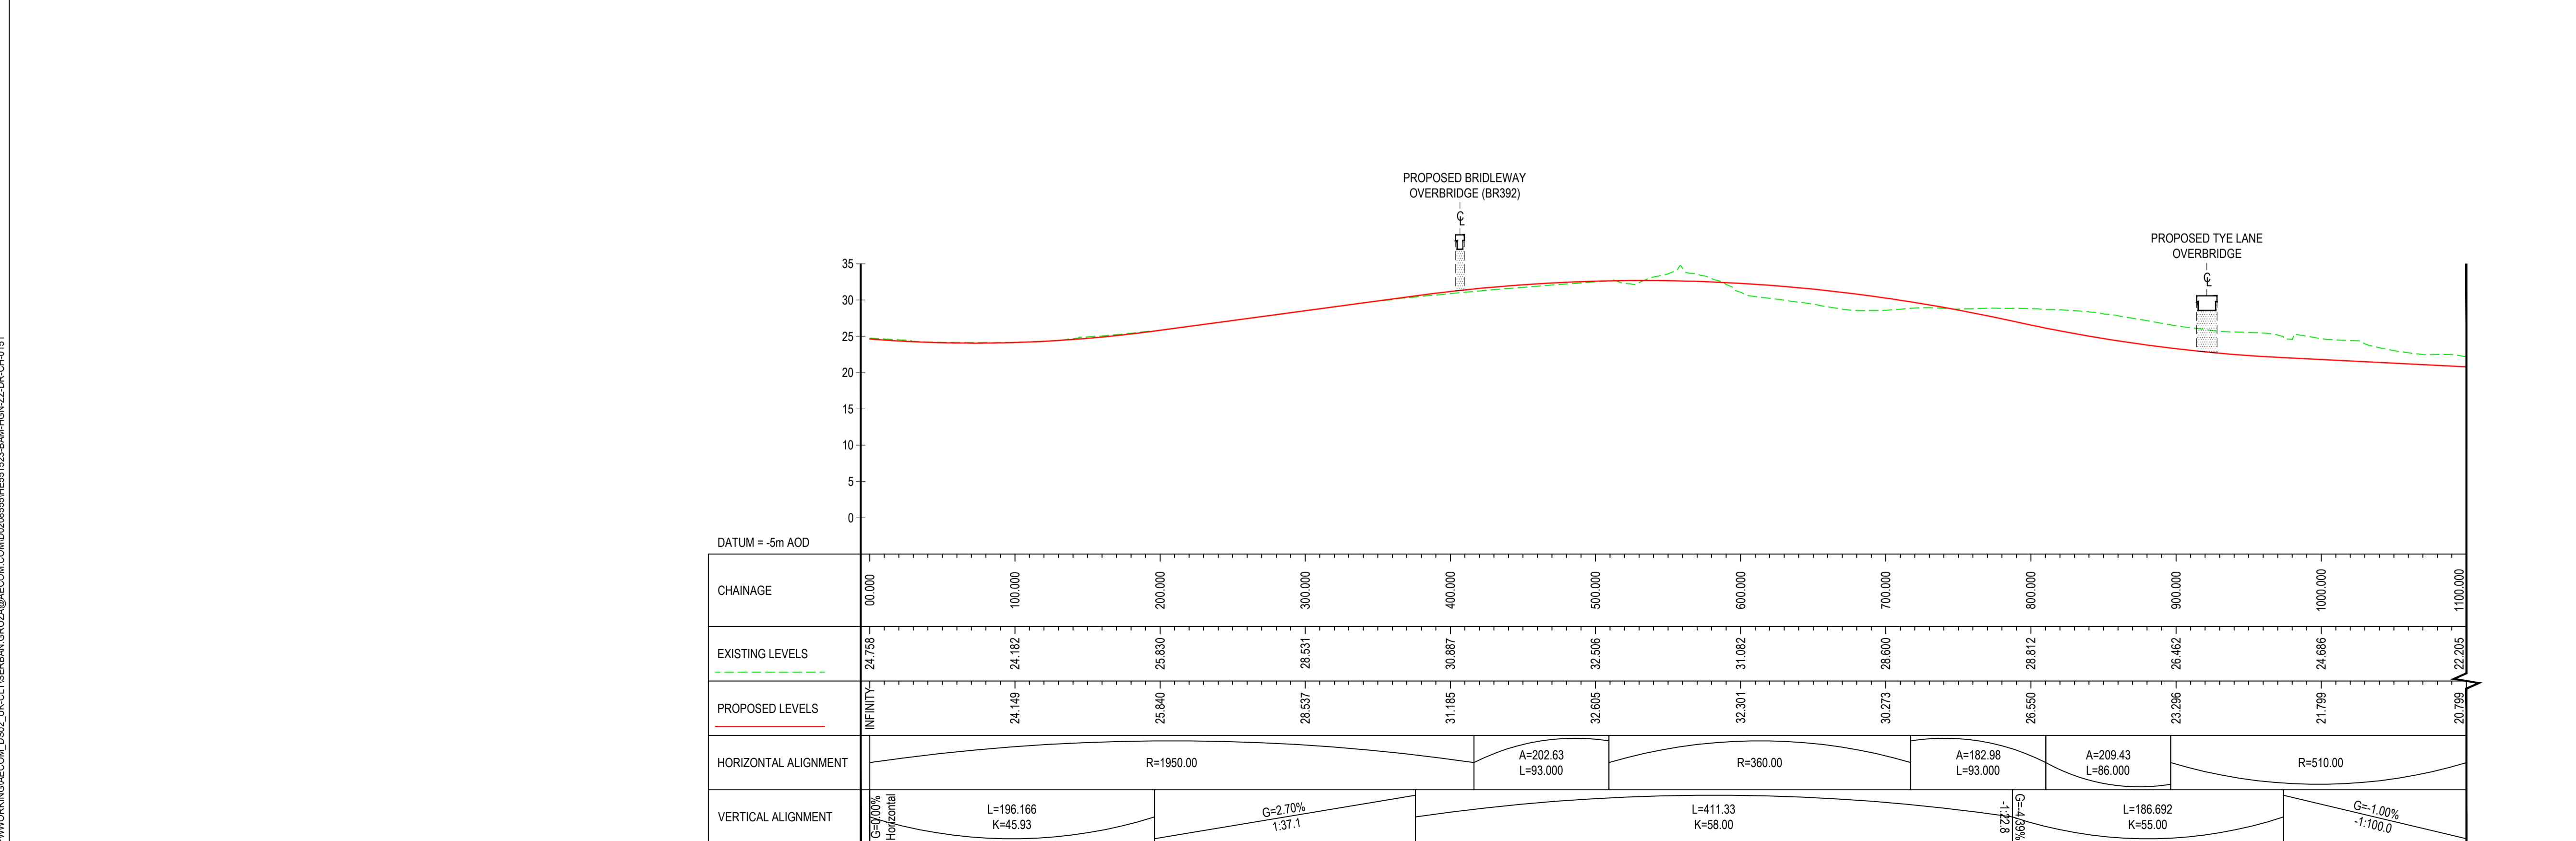 PROPOSED BRIDLEWAY
OVERBRIDGE (BR392)
CL
PROPOSED TYE LANE
OVERBRIDGE
CL
35
30
25
20
15
10
5
0
DATUM = -5m AOD
CHAINAGE
00.000 100.000 200.000 300.000 400.000 500.000 600.000 700.000 800.000 900.000 1000.000 1100.000
EXISTING LEVELS
24.758 24.182 25.830 28.531 30.887 32.506 31.082 28.600 28.812 26.462 24.686 22.205
PROPOSED LEVELS
INFINITY 24.149 25.840 28.537 31.185 32.605 32.301 30.273 26.550 23.296 21.799 20.799
HORIZONTAL ALIGNMENT
R=1950.00
A=202.63
L=93.000
R=360.00
A=182.98
L=93.000
A=209.43
L=86.000
R=510.00
VERTICAL ALIGNMENT
G=0.00%
Horizontal
L=196.166
K=45.93
G=2.70%
1:37.1
L=411.33
K=58.00
G=-4.39%
-1:22.8
L=186.692
K=55.00
G=-1.00%
-1:100.0